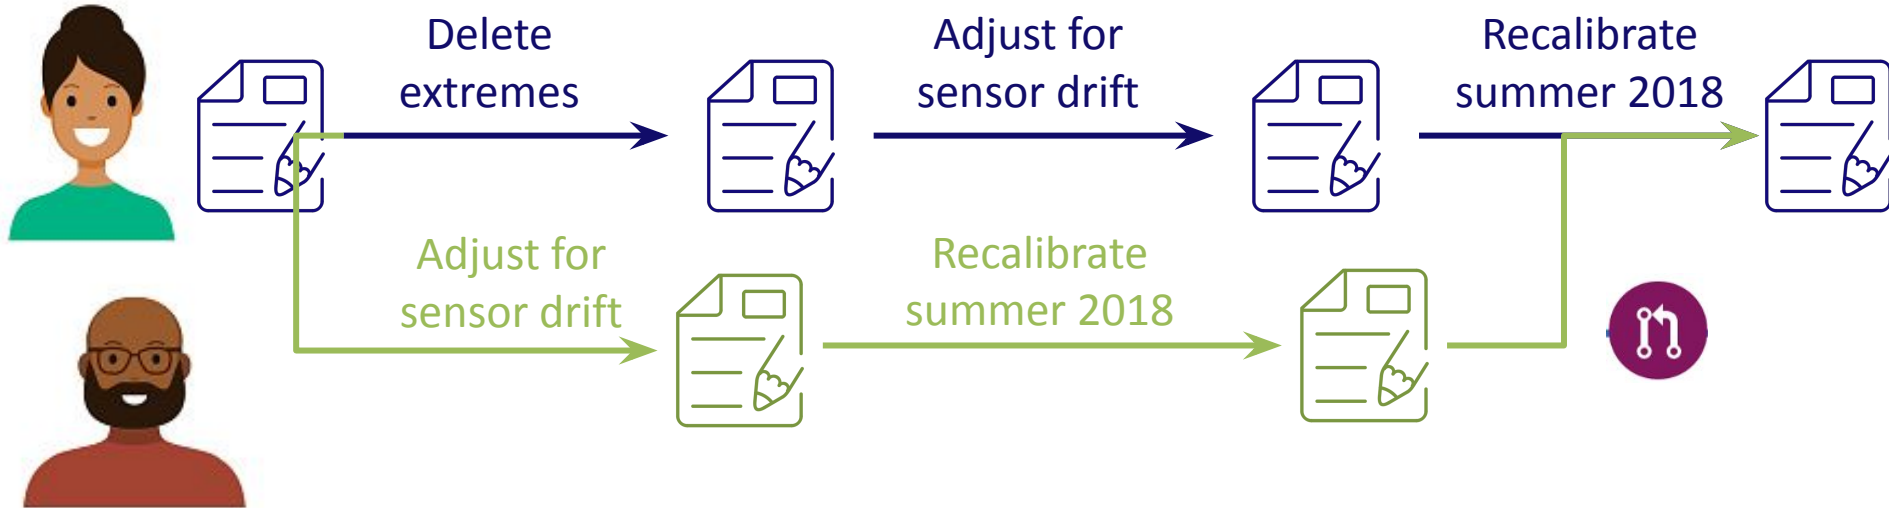 Delete
extremes
Adjust for
sensor drift
Recalibrate
summer 2018
Adjust for
sensor drift
Recalibrate
summer 2018